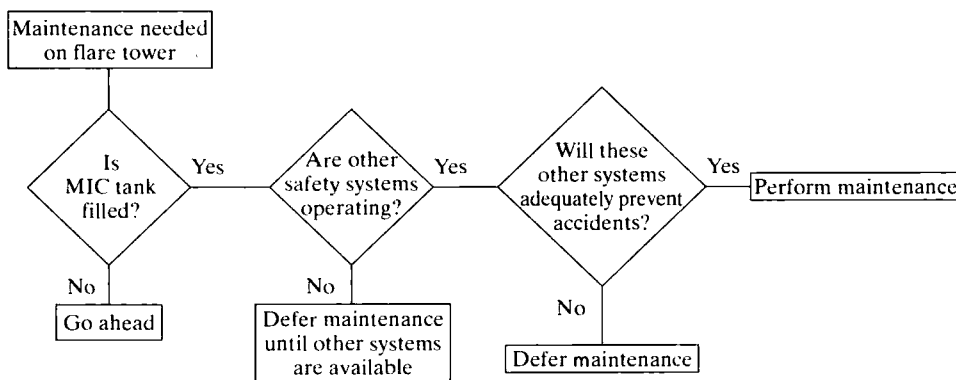 Maintenance needed
on flare tower
Is
MIC tank
filled?
Yes
No
Go ahead
Are other
safety systems
operating?
Yes
No
Defer maintenance
until other systems
are available
Will these
other systems
adequately prevent
accidents?
Yes
Perform maintenance
No
Defer maintenance